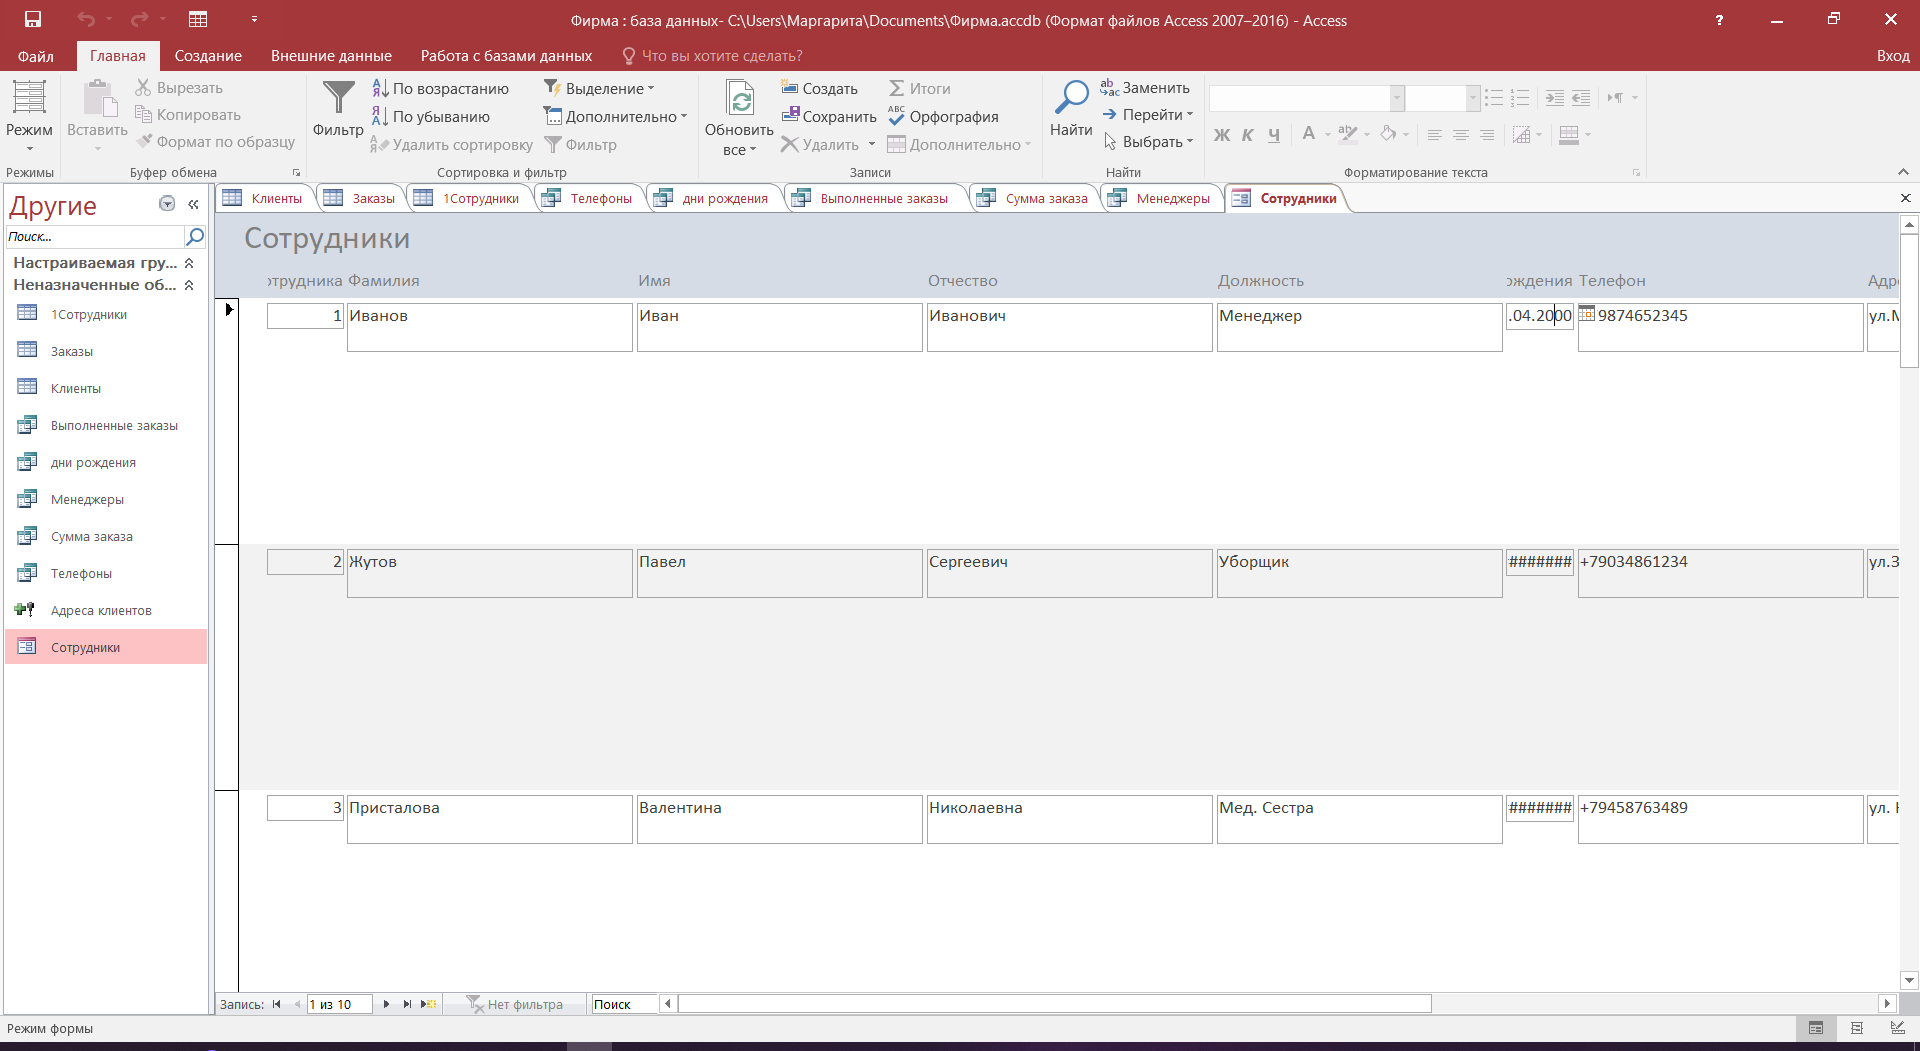 Фирма : база данных- C:\Users\Маргарита\Documents\Фирма.accdb (Формат файлов Access 2007–2016) - Access
?
Файл Главная Создание Внешние данные Работа с базами данных Что вы хотите сделать? Вход
Режим
Вставить
Вырезать
Копировать
Формат по образцу
Фильтр
По возрастанию
По убыванию
Удалить сортировку
Выделение
Дополнительно
Фильтр
Обновить все
Создать
Сохранить
Удалить
Итоги
Орфография
Дополнительно
Найти
Заменить
Перейти
Выбрать
Ж К Ч
Режимы Буфер обмена Сортировка и фильтр Записи Найти Форматирование текста
Другие
Поиск...
Настраиваемая гру...
Неназначенные об...
1Сотрудники
Заказы
Клиенты
Выполненные заказы
дни рождения
Менеджеры
Сумма заказа
Телефоны
Адреса клиентов
Сотрудники
Клиенты Заказы 1Сотрудники Телефоны дни рождения Выполненные заказы Сумма заказа Менеджеры Сотрудники
Сотрудники
отрудника Фамилия Имя Отчество Должность ождения Телефон Адре
1 Иванов Иван Иванович Менеджер .04.2000 9874652345 ул.М
2 Жутов Павел Сергеевич Уборщик ####### +79034861234 ул.З
3 Присталова Валентина Николаевна Мед. Сестра ####### +79458763489 ул. Н
Запись: 1 из 10 Нет фильтра Поиск
Режим формы